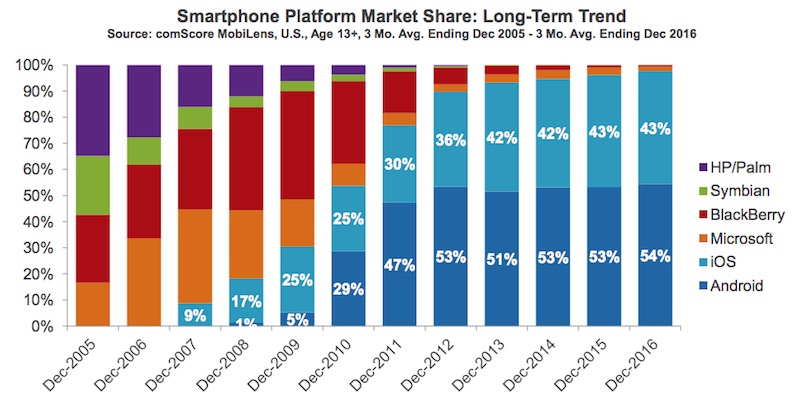 Smartphone Platform Market Share: Long-Term Trend
Source: comScore MobiLens, U.S., Age 13+, 3 Mo. Avg. Ending Dec 2005 - 3 Mo. Avg. Ending Dec 2016
100%
90%
80%
70%
60%
50%
40%
30%
20%
10%
0%
9%
17%
1%
25%
5%
25%
29%
30%
47%
36%
53%
42%
51%
42%
53%
43%
53%
43%
54%
HP/Palm
Symbian
BlackBerry
Microsoft
iOS
Android
Dec-2005
Dec-2006
Dec-2007
Dec-2008
Dec-2009
Dec-2010
Dec-2011
Dec-2012
Dec-2013
Dec-2014
Dec-2015
Dec-2016